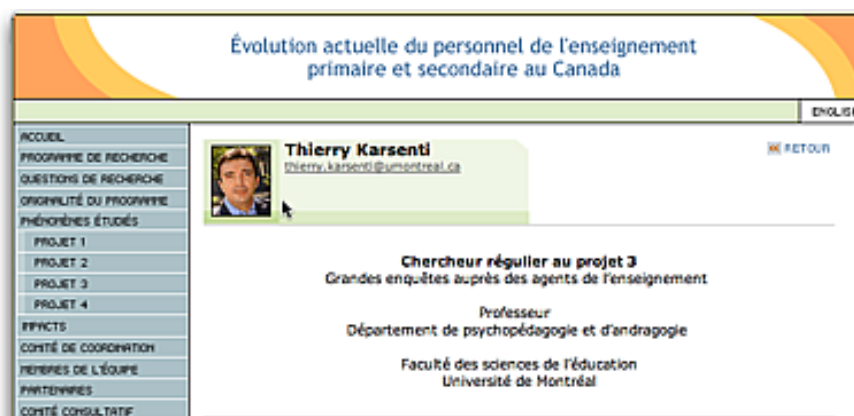 Évolution actuelle du personnel de l'enseignement
primaire et secondaire au Canada
ENGLISH
ACCUEIL
PROGRAMME DE RECHERCHE
QUESTIONS DE RECHERCHE
ORIGINALITÉ DU PROGRAMME
PHÉNOMÈNES ÉTUDIÉS
PROJET 1
PROJET 2
PROJET 3
PROJET 4
IMPACTS
COMITÉ DE COORDINATION
MEMBRES DE L'ÉQUIPE
PARTENAIRES
COMITÉ CONSULTATIF
Thierry Karsenti
thierry.karsenti@umontreal.ca
RETOUR
Chercheur régulier au projet 3
Grandes enquêtes auprès des agents de l'enseignement
Professeur
Département de psychopédagogie et d'andragogie
Faculté des sciences de l'éducation
Université de Montréal